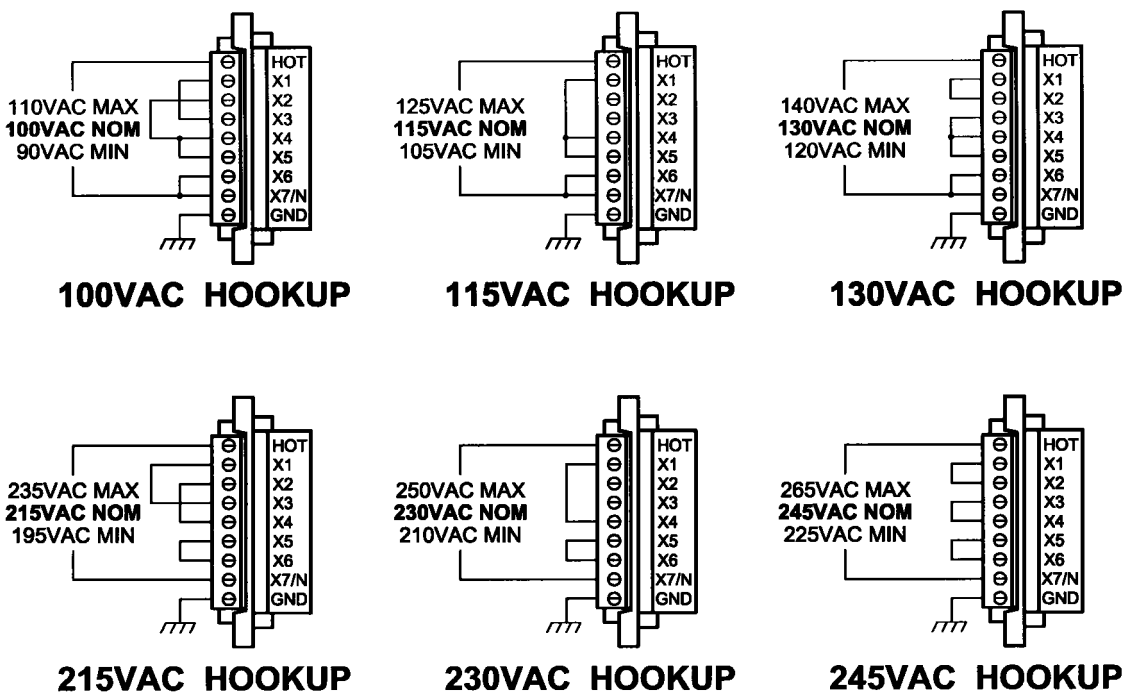 HOT
X1
X2
X3
X4
X5
X6
X7/N
GND
110VAC MAX
100VAC NOM
90VAC MIN
100VAC HOOKUP
HOT
X1
X2
X3
X4
X5
X6
X7/N
GND
125VAC MAX
115VAC NOM
105VAC MIN
115VAC HOOKUP
HOT
X1
X2
X3
X4
X5
X6
X7/N
GND
140VAC MAX
130VAC NOM
120VAC MIN
130VAC HOOKUP
HOT
X1
X2
X3
X4
X5
X6
X7/N
GND
235VAC MAX
215VAC NOM
195VAC MIN
215VAC HOOKUP
HOT
X1
X2
X3
X4
X5
X6
X7/N
GND
250VAC MAX
230VAC NOM
210VAC MIN
230VAC HOOKUP
HOT
X1
X2
X3
X4
X5
X6
X7/N
GND
265VAC MAX
245VAC NOM
225VAC MIN
245VAC HOOKUP